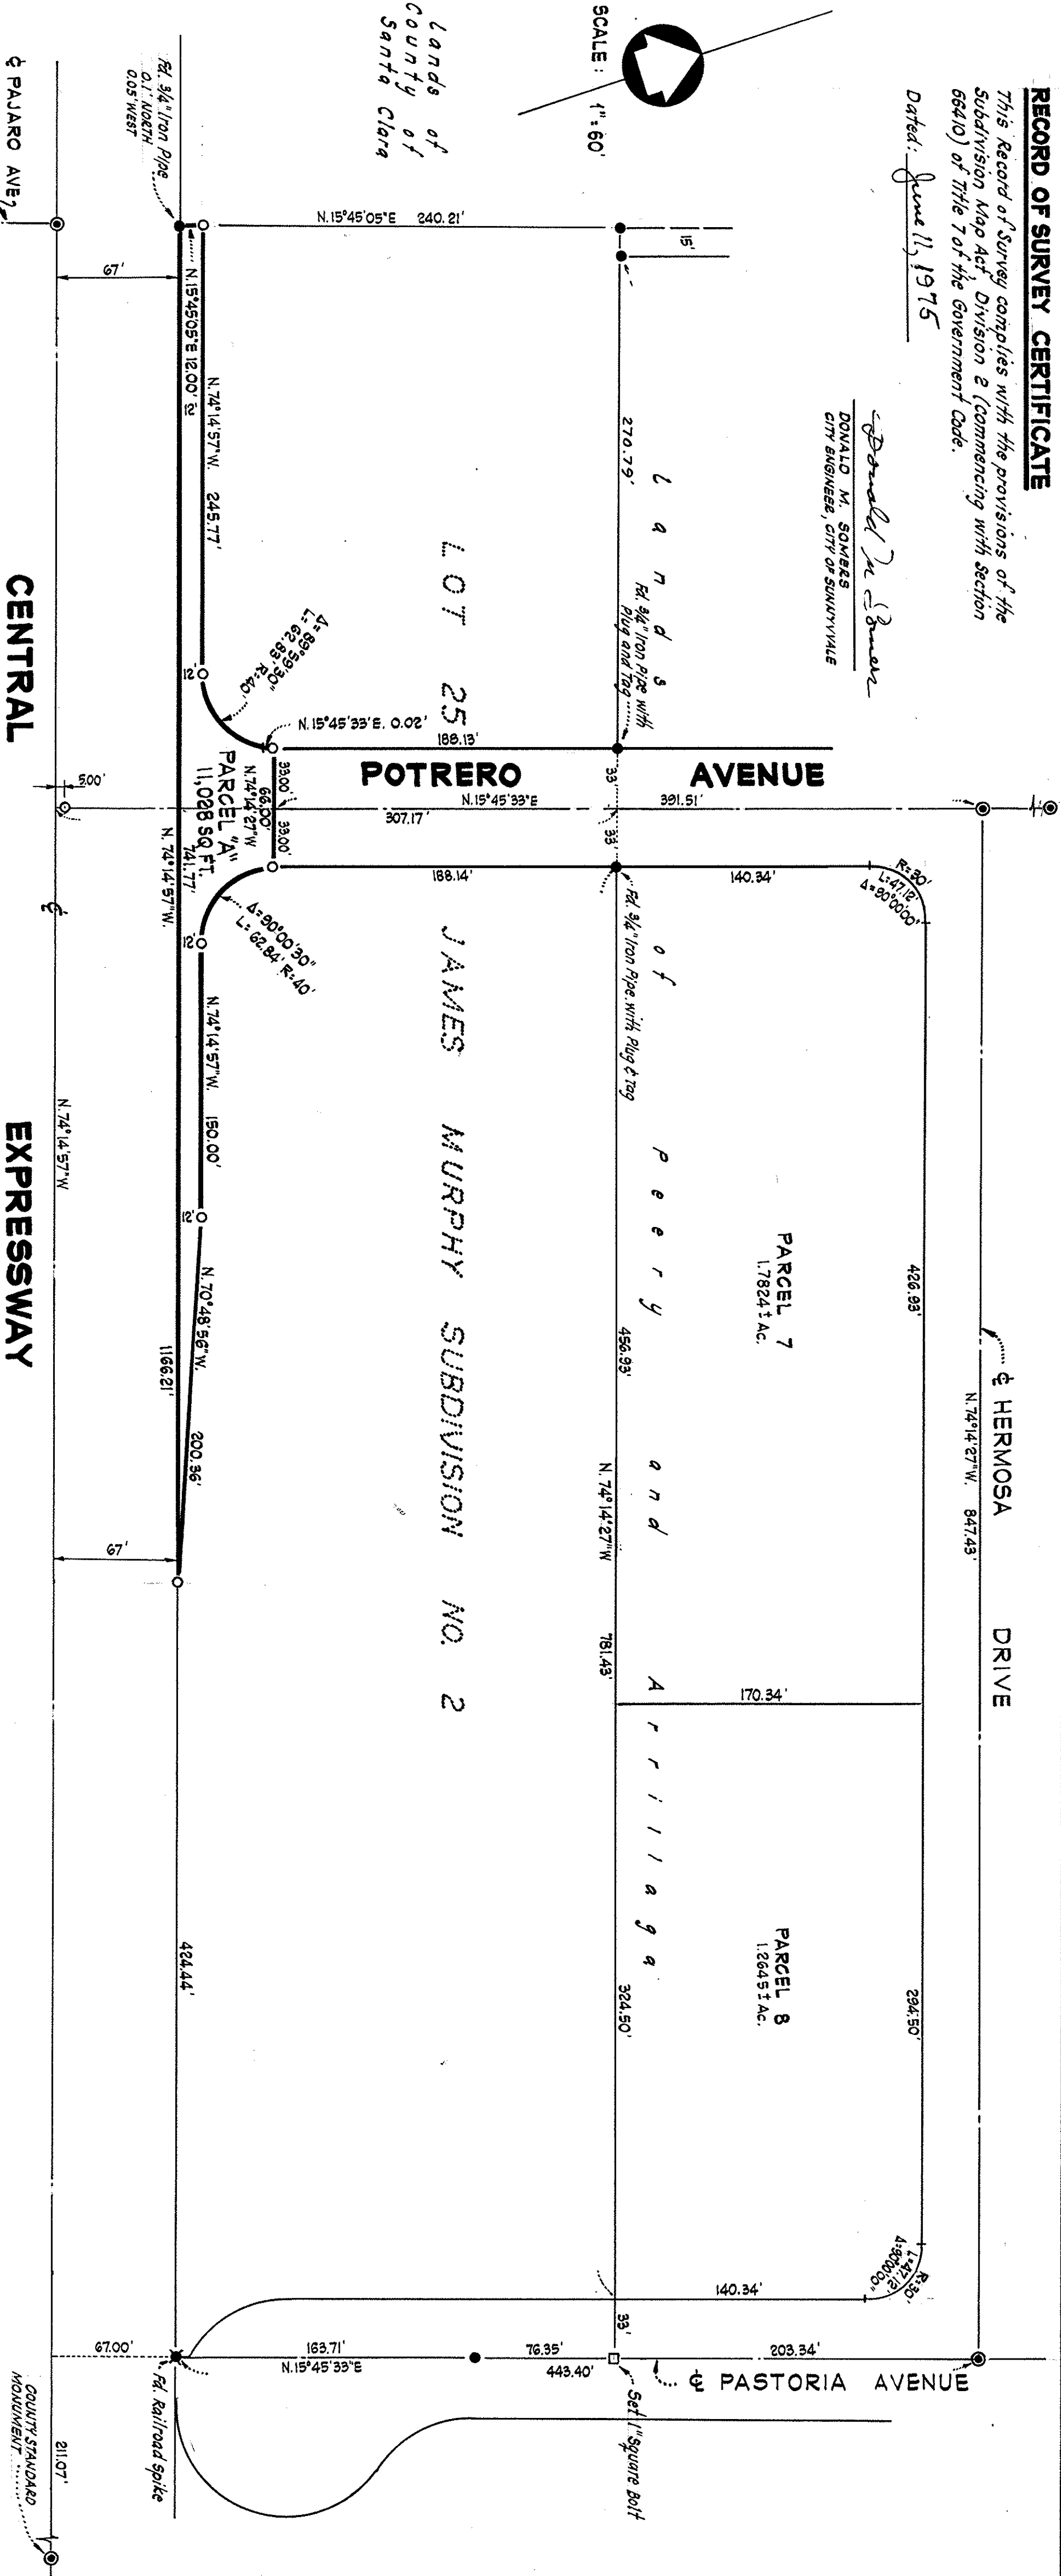 RECORD OF SURVEY CERTIFICATE
This Record of Survey complies with the provisions of the
Subdivision Map Act, Division 2 (commencing with Section
66410) of Title 7 of the Government Code.
Dated: June 11, 1975
Donald M Somers
DONALD M. SOMERS
CITY ENGINEER, CITY OF SUNNYVALE
SCALE: 1"=60'
Lands of
County of
Santa Clara
℄ HERMOSA DRIVE
N.74°14'27"W. 847.43'
426.93'
294.50'
R=30'
L=47.12'
Δ=90°00'00"
R=30'
L=47.12'
Δ=90°00'00"
PARCEL 7
1.7824± Ac.
PARCEL 8
1.2645± Ac.
140.34'
170.34'
140.34'
203.34'
℄ PASTORIA AVENUE
15'
Lands of Peery and Arrillaga
270.79'
Fd. 3/4" Iron Pipe with
Plug and Tag
33'
33'
Fd. 3/4" Iron Pipe with Plug & Tag
456.93'
N.74°14'27"W
781.43'
324.50'
33'
Set 1" Square Bolt
POTRERO AVENUE
N.15°45'33"E
391.51'
307.17'
188.13'
188.14'
N.15°45'05"E 240.21'
LOT 25 JAMES MURPHY SUBDIVISION NO. 2
76.35'
443.40'
163.71'
N.15°45'33"E
N.15°45'33"E. 0.02'
Δ=89°59'30"
L=62.83' R=40'
33.00'
33.00'
66.00'
N.74°14'27"W
PARCEL "A"
11,028 SQ.FT.
Δ=90°00'30"
L=62.84' R=40'
N.74°14'57"W. 245.77'
N.15°45'05"E 12.00'
12'
12'
12'
12'
N.74°14'57"W. 150.00'
N.70°48'56"W. 200.36'
741.77'
N.74°14'57"W.
1166.21'
424.44'
Fd. 3/4" Iron Pipe
0.1' NORTH
0.05' WEST
Fd. Railroad Spike
67'
5.00'
67'
67.00'
℄ PAJARO AVE.
℄
N.74°14'57"W
211.07'
COUNTY STANDARD
MONUMENT
CENTRAL EXPRESSWAY